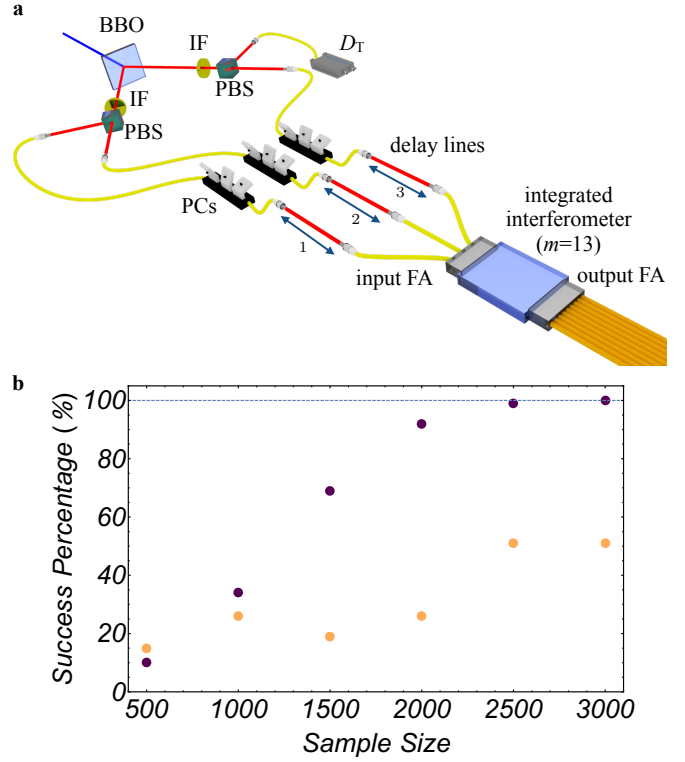 a
BBO
IF
D_T
PBS
IF
PBS
delay lines
PCs
3
2
1
integrated
interferometer
(m=13)
input FA
output FA
b
Success Percentage (%)
100
80
60
40
20
0
500 1000 1500 2000 2500 3000
Sample Size